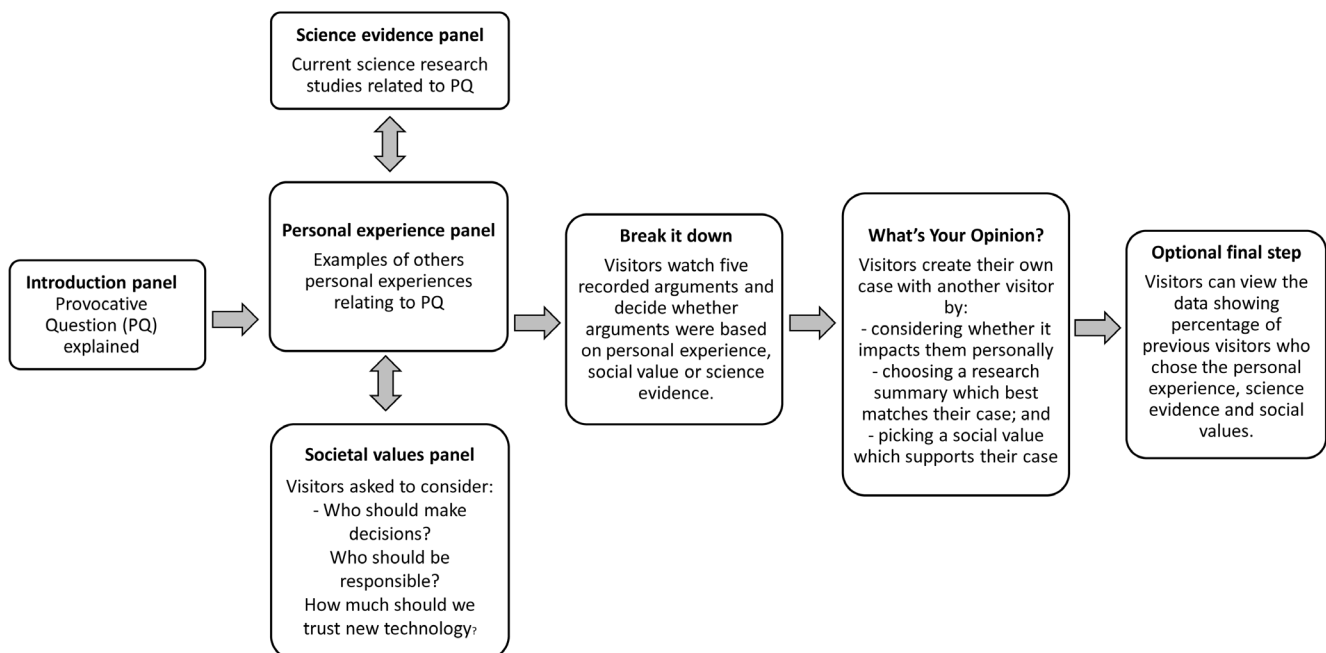 Science evidence panel
Current science research
studies related to PQ
Introduction panel
Provocative
Question (PQ)
explained
Personal experience panel
Examples of others
personal experiences
relating to PQ
Societal values panel
Visitors asked to consider:
- Who should make
decisions?
Who should be
responsible?
How much should we
trust new technology?
Break it down
Visitors watch five
recorded arguments and
decide whether
arguments were based
on personal experience,
social value or science
evidence.
What's Your Opinion?
Visitors create their own
case with another visitor
by:
- considering whether it
impacts them personally
- choosing a research
summary which best
matches their case; and
- picking a social value
which supports their case
Optional final step
Visitors can view the
data showing
percentage of
previous visitors who
chose the personal
experience, science
evidence and social
values.